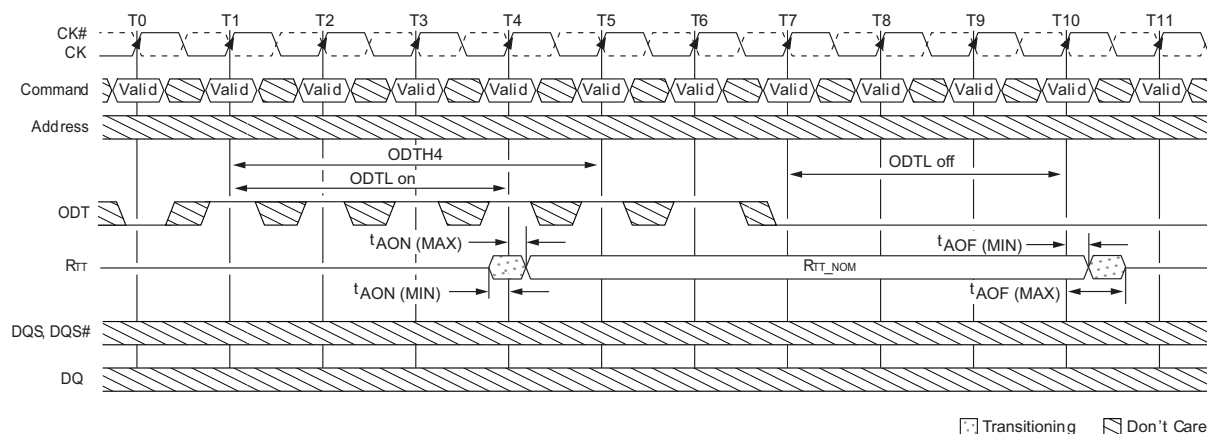 T0 T1 T2 T3 T4 T5 T6 T7 T8 T9 T10 T11
CK#
CK
Command Valid Valid Valid Valid Valid Valid Valid Valid Valid Valid Valid Valid
Address
ODTH4 ODTL off
ODTL on
ODT
tAON (MAX) tAOF (MIN)
RTT RTT_NOM
tAON (MIN) tAOF (MAX)
DQS, DQS#
DQ
Transitioning Don't Care